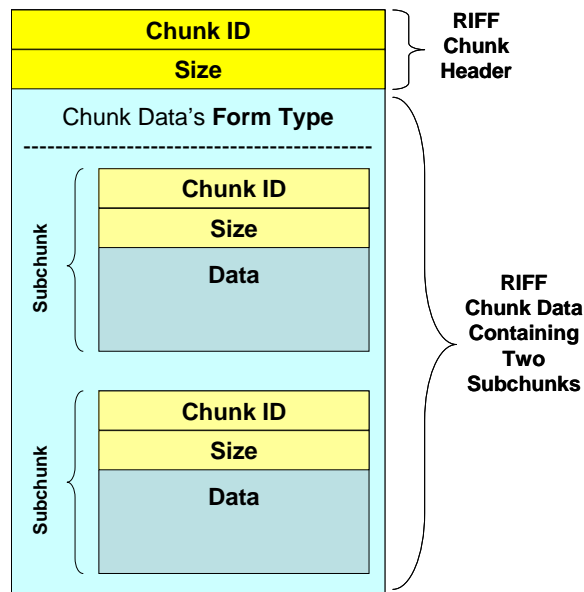 Chunk ID
Size
RIFF
Chunk
Header
Chunk Data's Form Type
Subchunk
Chunk ID
Size
Data
RIFF
Chunk Data
Containing
Two
Subchunks
Subchunk
Chunk ID
Size
Data